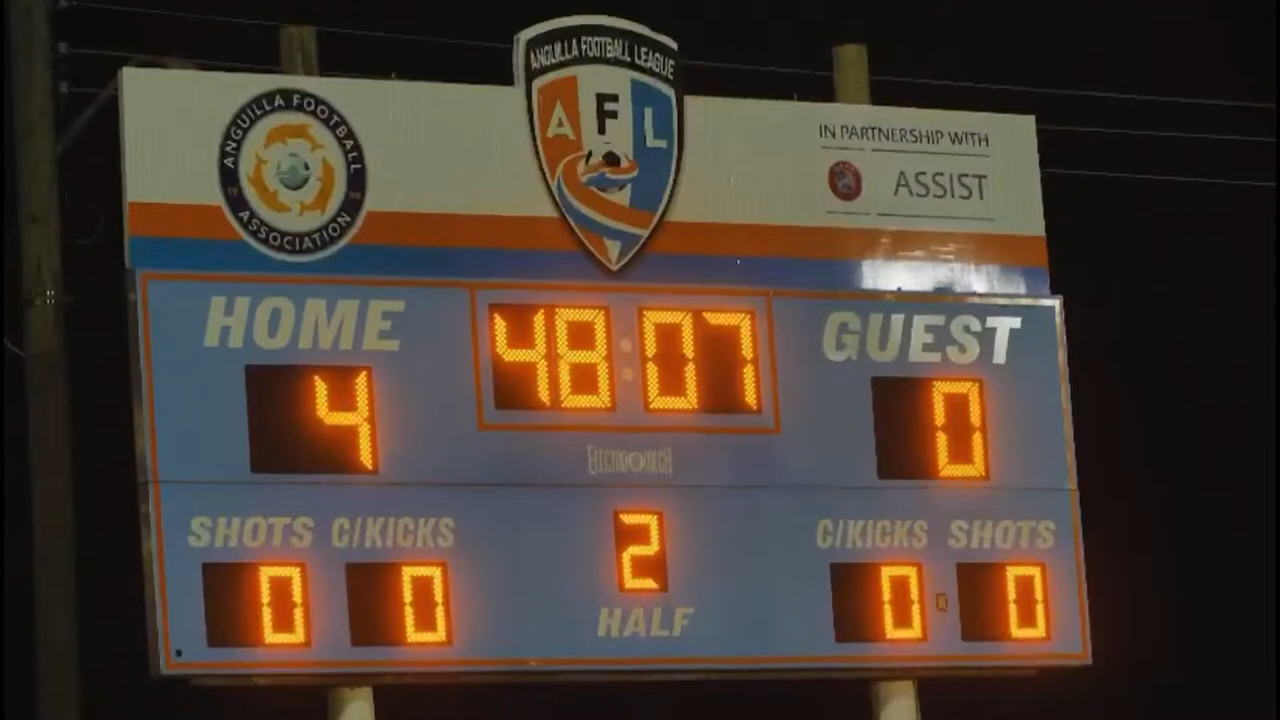 ANGUILLA FOOTBALL LEAGUE
AFL
ANGUILLA FOOTBALL
ASSOCIATION
IN PARTNERSHIP WITH
ASSIST
HOME
48:07
GUEST
4
0
ELECTRO-MECH
SHOTS C/KICKS
C/KICKS SHOTS
0 0
2
0 0
HALF